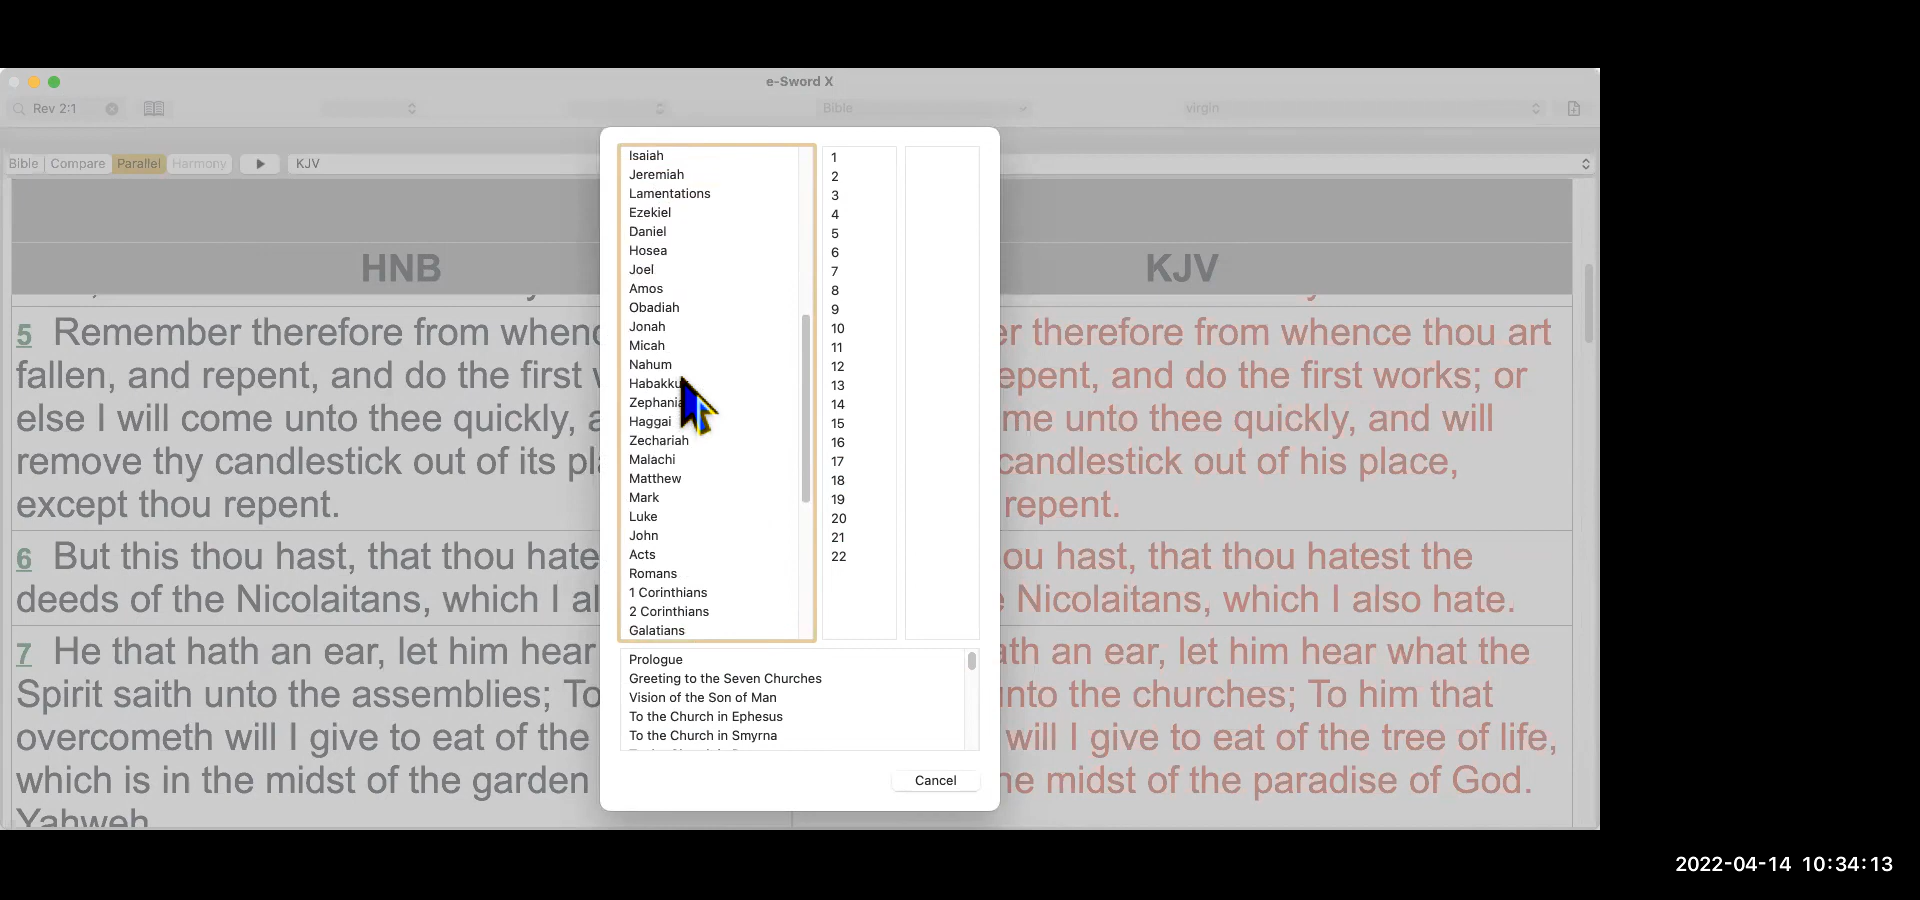 e-Sword X
Rev 2:1
Bible
virgin
Bible Compare Parallel Harmony KJV
HNB
KJV
5 Remember therefore from
fallen, and repent, and do the first
else I will come unto thee quickly,
remove thy candlestick out of its
except thou repent.
6 But this thou hast, that thou
deeds of the Nicolaitans, which I
7 He that hath an ear, let him hear
Spirit saith unto the assemblies; To
overcometh will I give to eat of the
which is in the midst of the garden
Yahweh
therefore from whence thou art
and do the first works; or
me unto thee quickly, and will
candlestick out of his place,
repent.
hast, that thou hatest the
Nicolaitans, which I also hate.
an ear, let him hear what the
the churches; To him that
will I give to eat of the tree of life,
midst of the paradise of God.
Isaiah
Jeremiah
Lamentations
Ezekiel
Daniel
Hosea
Joel
Amos
Obadiah
Jonah
Micah
Nahum
Habakku
Zephania
Haggai
Zechariah
Malachi
Matthew
Mark
Luke
John
Acts
Romans
1 Corinthians
2 Corinthians
Galatians
1
2
3
4
5
6
7
8
9
10
11
12
13
14
15
16
17
18
19
20
21
22
Prologue
Greeting to the Seven Churches
Vision of the Son of Man
To the Church in Ephesus
To the Church in Smyrna
Cancel
2022-04-14 10:34:13